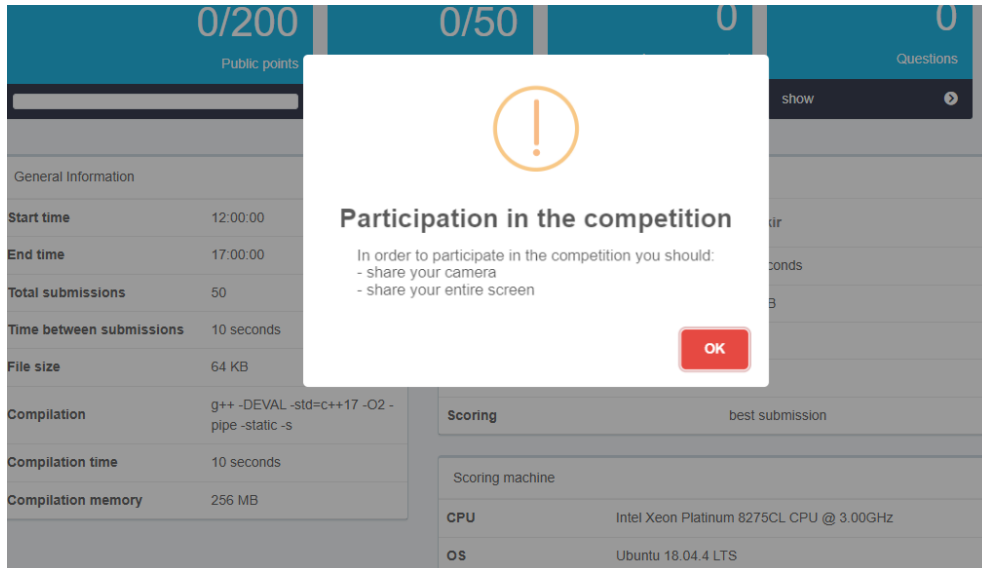 0/200
Public points
0/50
0
0
Questions
show
General Information
Start time 12:00:00
End time 17:00:00
Total submissions 50
Time between submissions 10 seconds
File size 64 KB
Compilation g++ -DEVAL -std=c++17 -O2 -
pipe -static -s
Compilation time 10 seconds
Compilation memory 256 MB
Participation in the competition
In order to participate in the competition you should:
- share your camera
- share your entire screen
OK
Scoring best submission
Scoring machine
CPU Intel Xeon Platinum 8275CL CPU @ 3.00GHz
OS Ubuntu 18.04.4 LTS